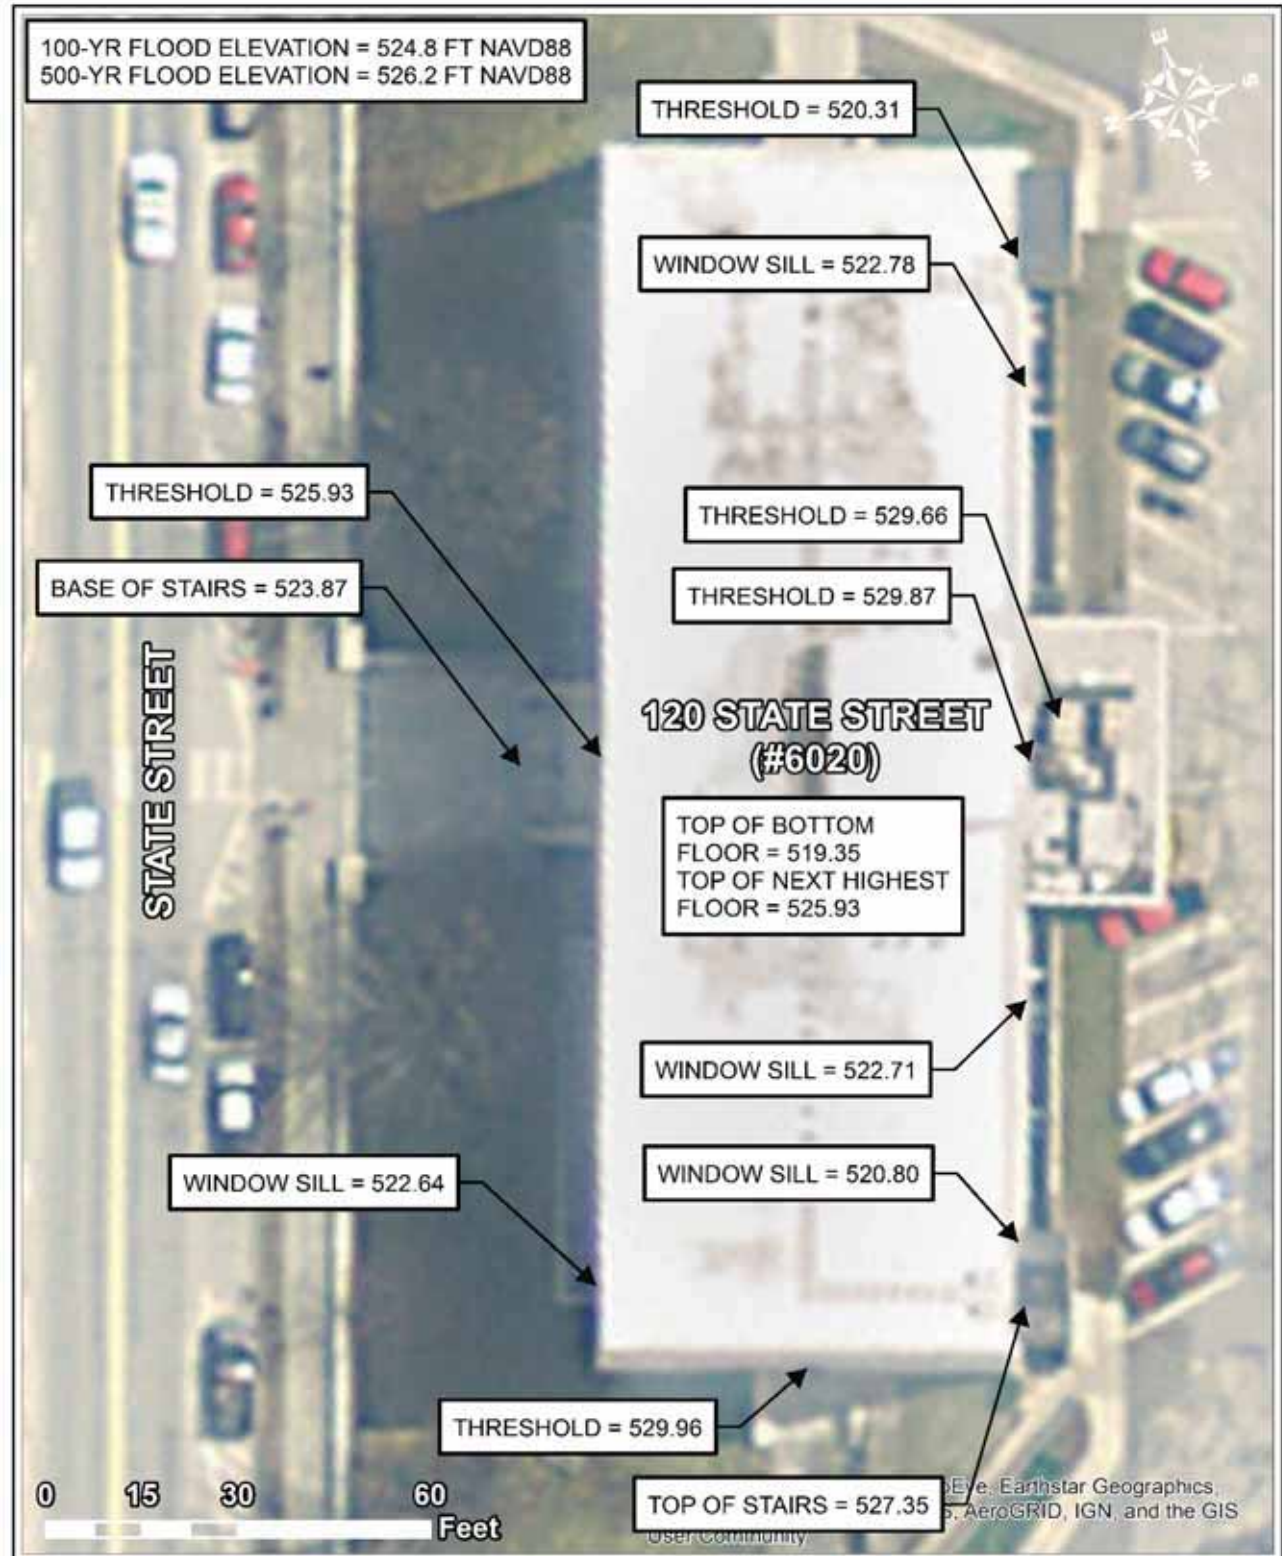 100-YR FLOOD ELEVATION = 524.8 FT NAVD88
500-YR FLOOD ELEVATION = 526.2 FT NAVD88
E
S
N
W
THRESHOLD = 520.31
WINDOW SILL = 522.78
THRESHOLD = 525.93
THRESHOLD = 529.66
BASE OF STAIRS = 523.87
THRESHOLD = 529.87
STATE STREET
120 STATE STREET
(#6020)
TOP OF BOTTOM
FLOOR = 519.35
TOP OF NEXT HIGHEST
FLOOR = 525.93
WINDOW SILL = 522.71
WINDOW SILL = 522.64
WINDOW SILL = 520.80
THRESHOLD = 529.96
0 15 30 60
Feet
TOP OF STAIRS = 527.35
Eye, Earthstar Geographics,
AeroGRID, IGN, and the GIS
User Community